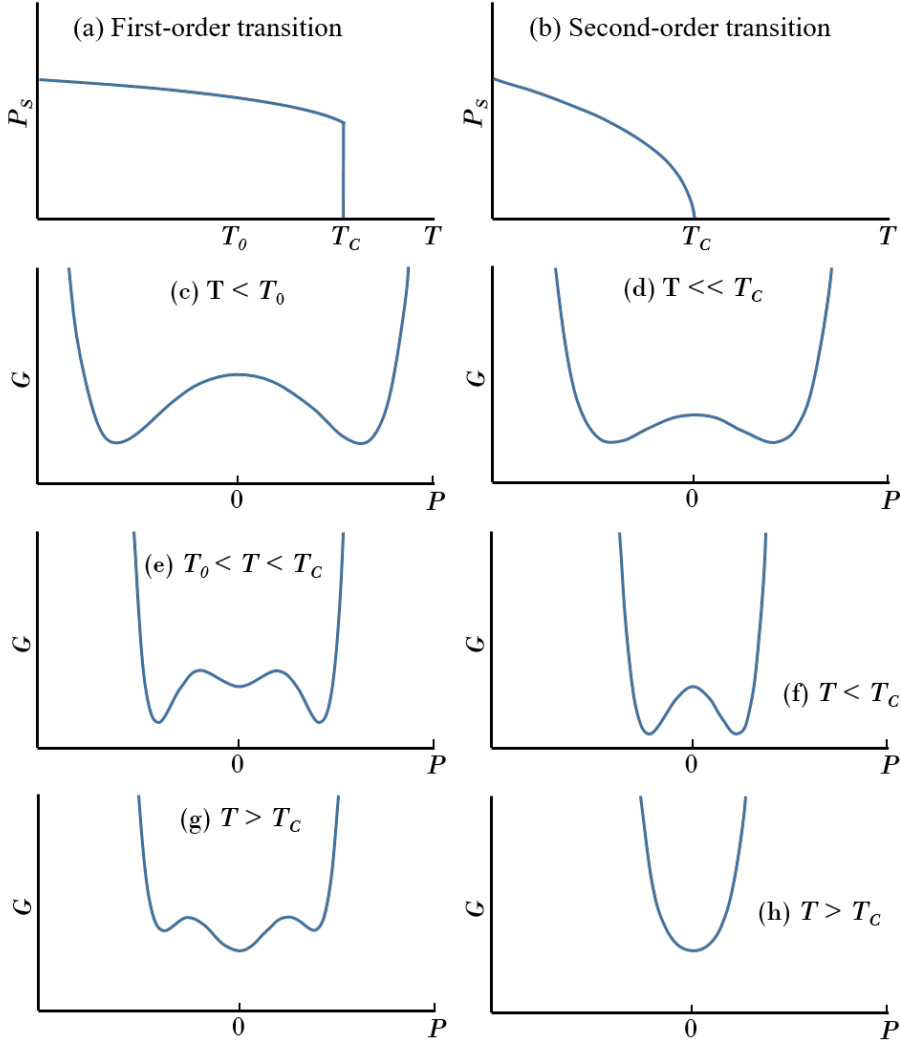 (a) First-order transition
P_S
T_0
T_C
T
(b) Second-order transition
P_S
T_C
T
(c) T < T_0
G
0
P
(d) T << T_C
G
0
P
(e) T_0 < T < T_C
G
0
P
(f) T < T_C
G
0
P
(g) T > T_C
G
0
P
(h) T > T_C
G
0
P